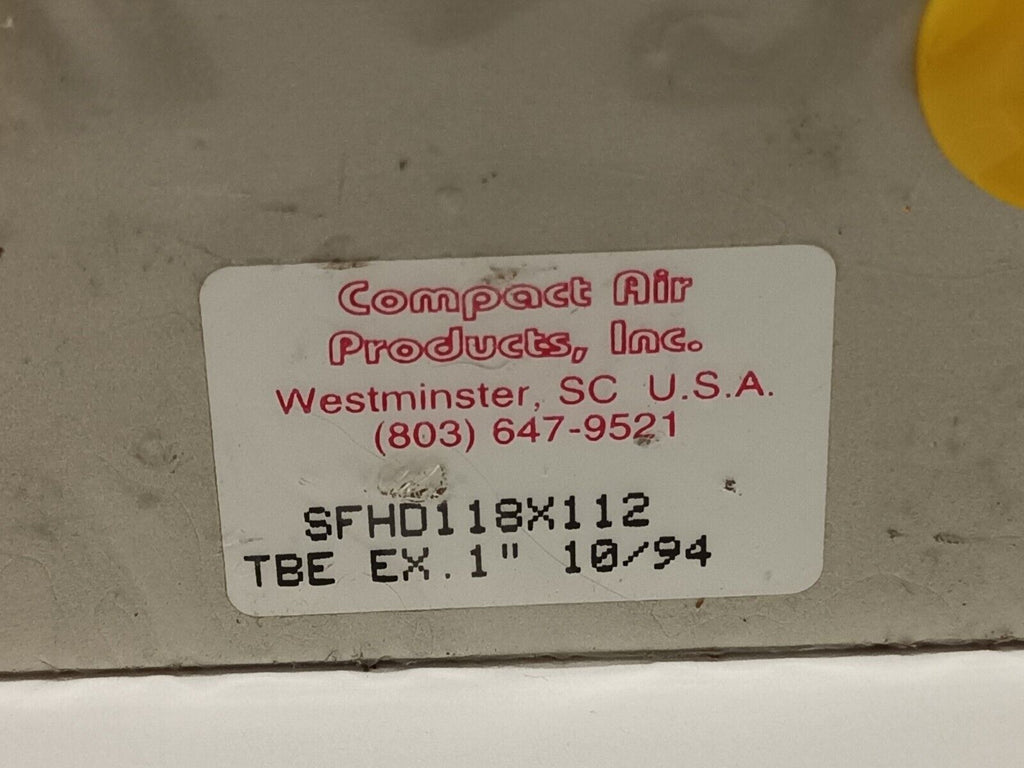 Compact Air
Products, Inc.
Westminster, SC U.S.A.
(803) 647-9521
SFHD118X112
TBE EX.1" 10/94